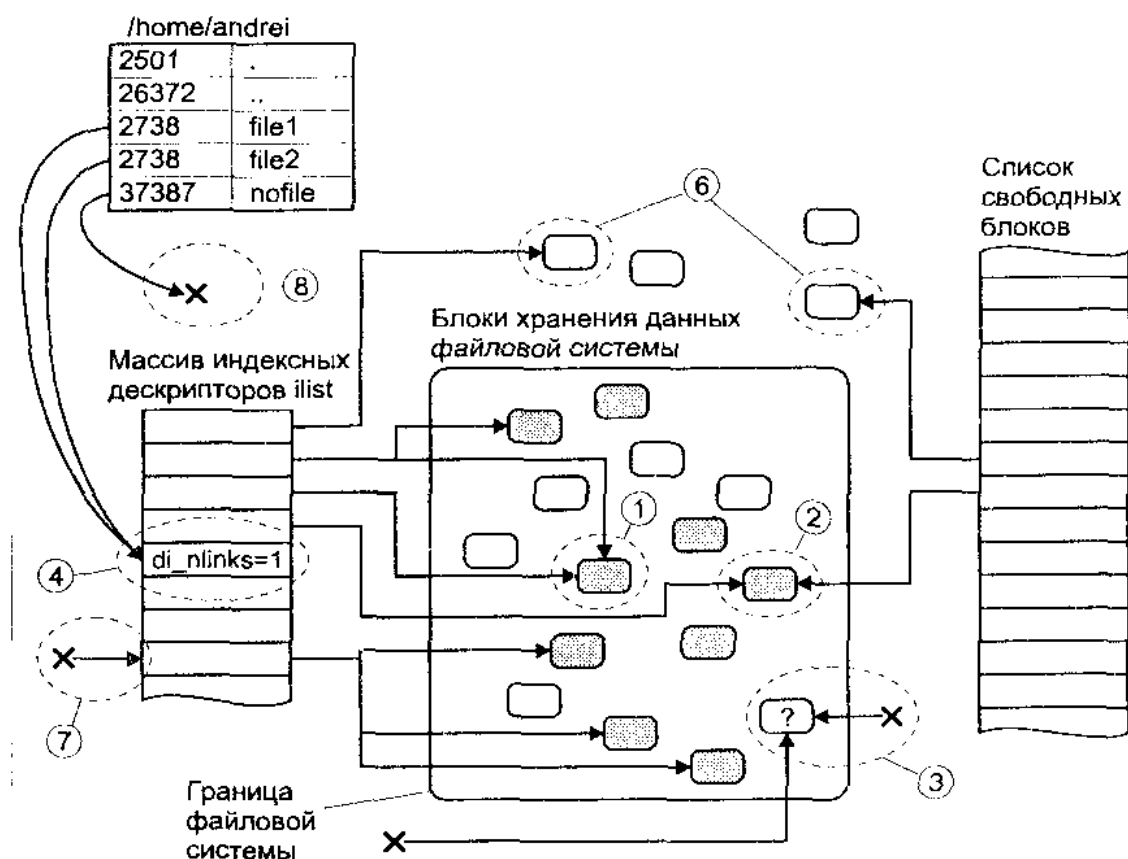 /home/andrei
2501 .
26372 ..
2738 file1
2738 file2
37387 nofile
Список
свободных
блоков
6
8
Блоки хранения данных
файловой системы
Массив индексных
дескрипторов ilist
1
2
di_nlinks=1
4
7
?
3
Граница
файловой
системы